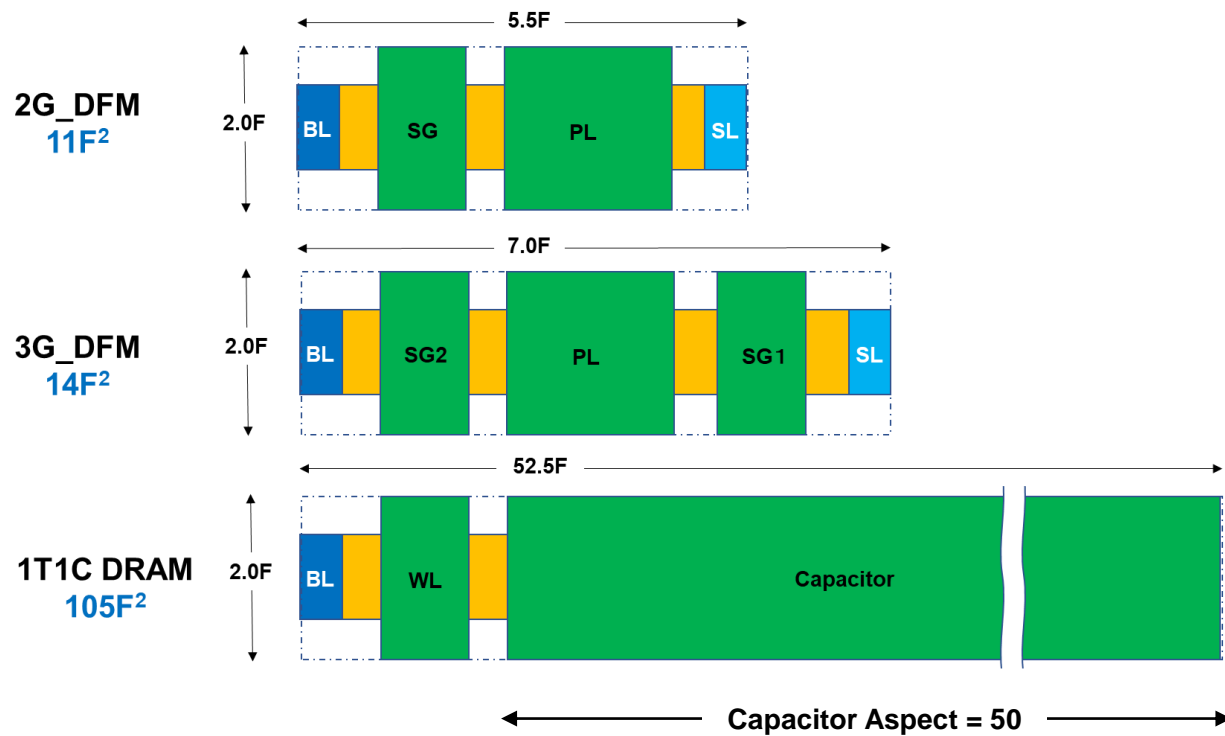 5.5F
2G_DFM
11F²
2.0F
BL
SG
PL
SL
7.0F
3G_DFM
14F²
2.0F
BL
SG2
PL
SG1
SL
52.5F
1T1C DRAM
105F²
2.0F
BL
WL
Capacitor
Capacitor Aspect = 50